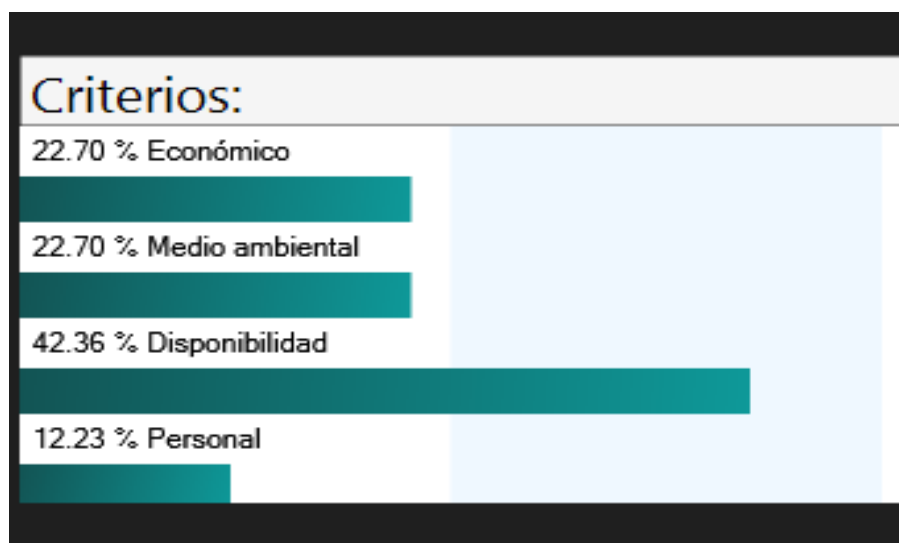 Criterios:
22.70 % Económico
22.70 % Medio ambiental
42.36 % Disponibilidad
12.23 % Personal